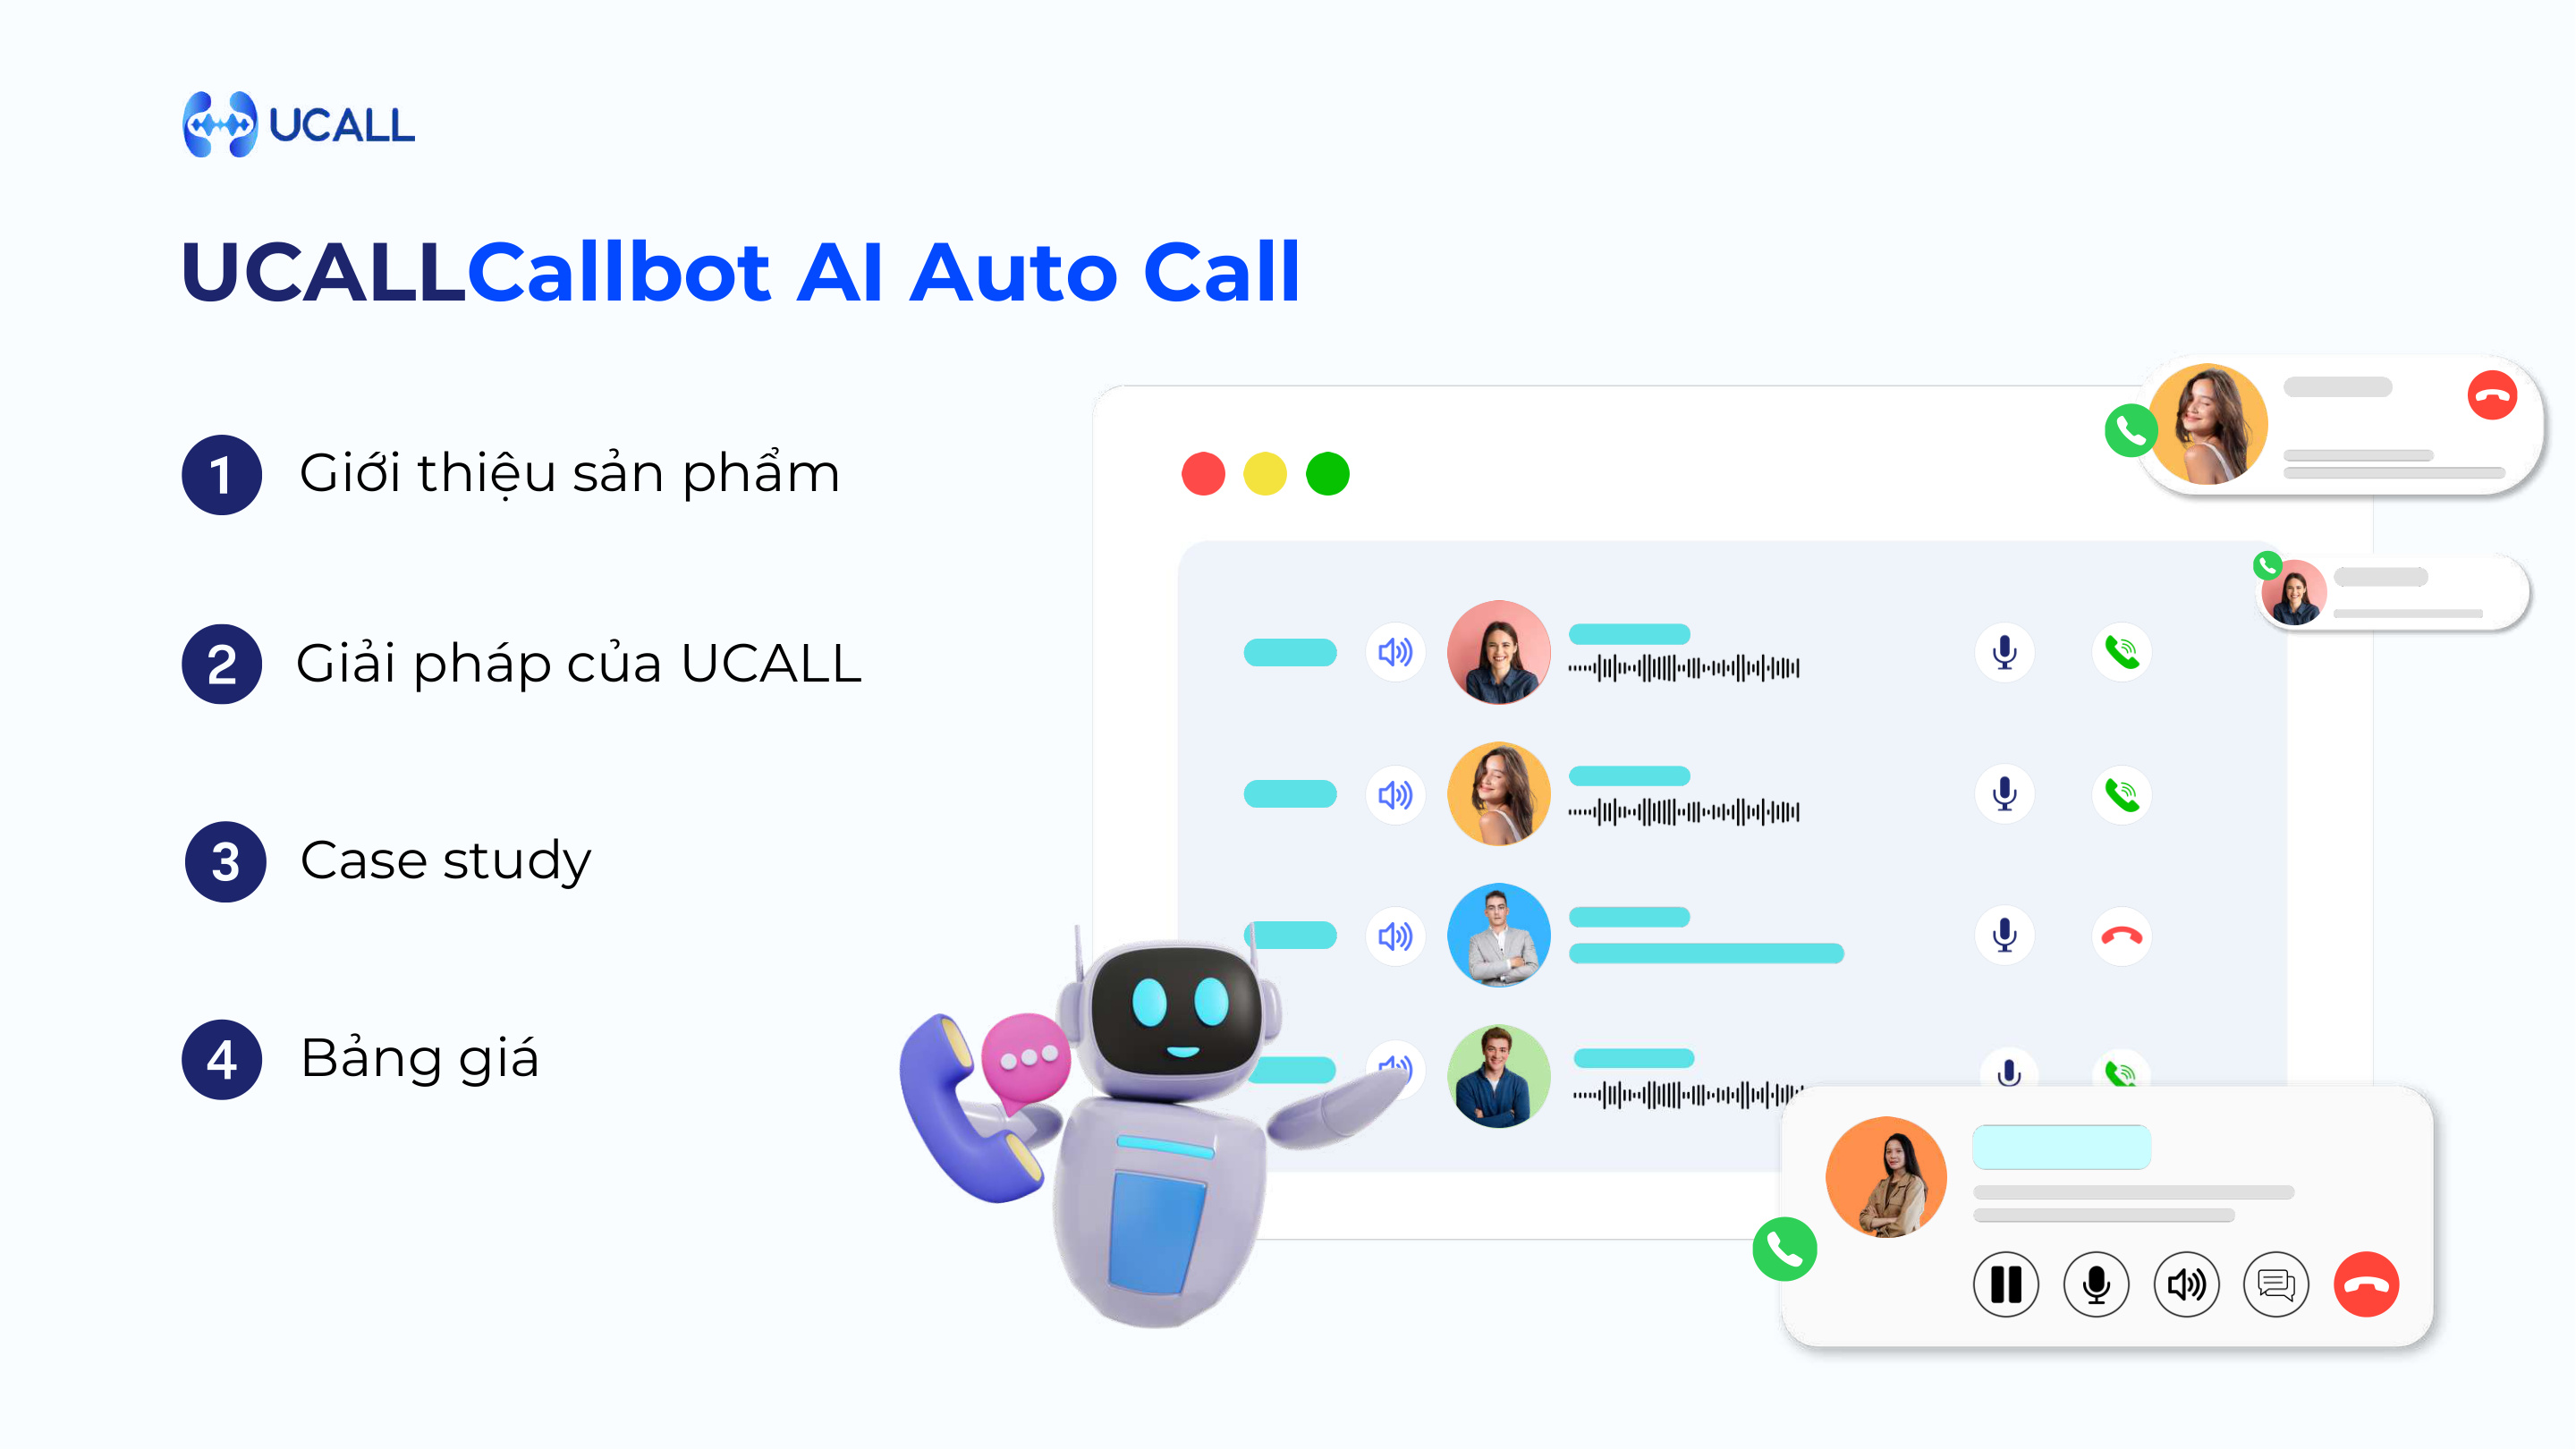 UCALL
UCALLCallbot AI Auto Call
1 Giới thiệu sản phẩm
2 Giải pháp của UCALL
3 Case study
4 Bảng giá